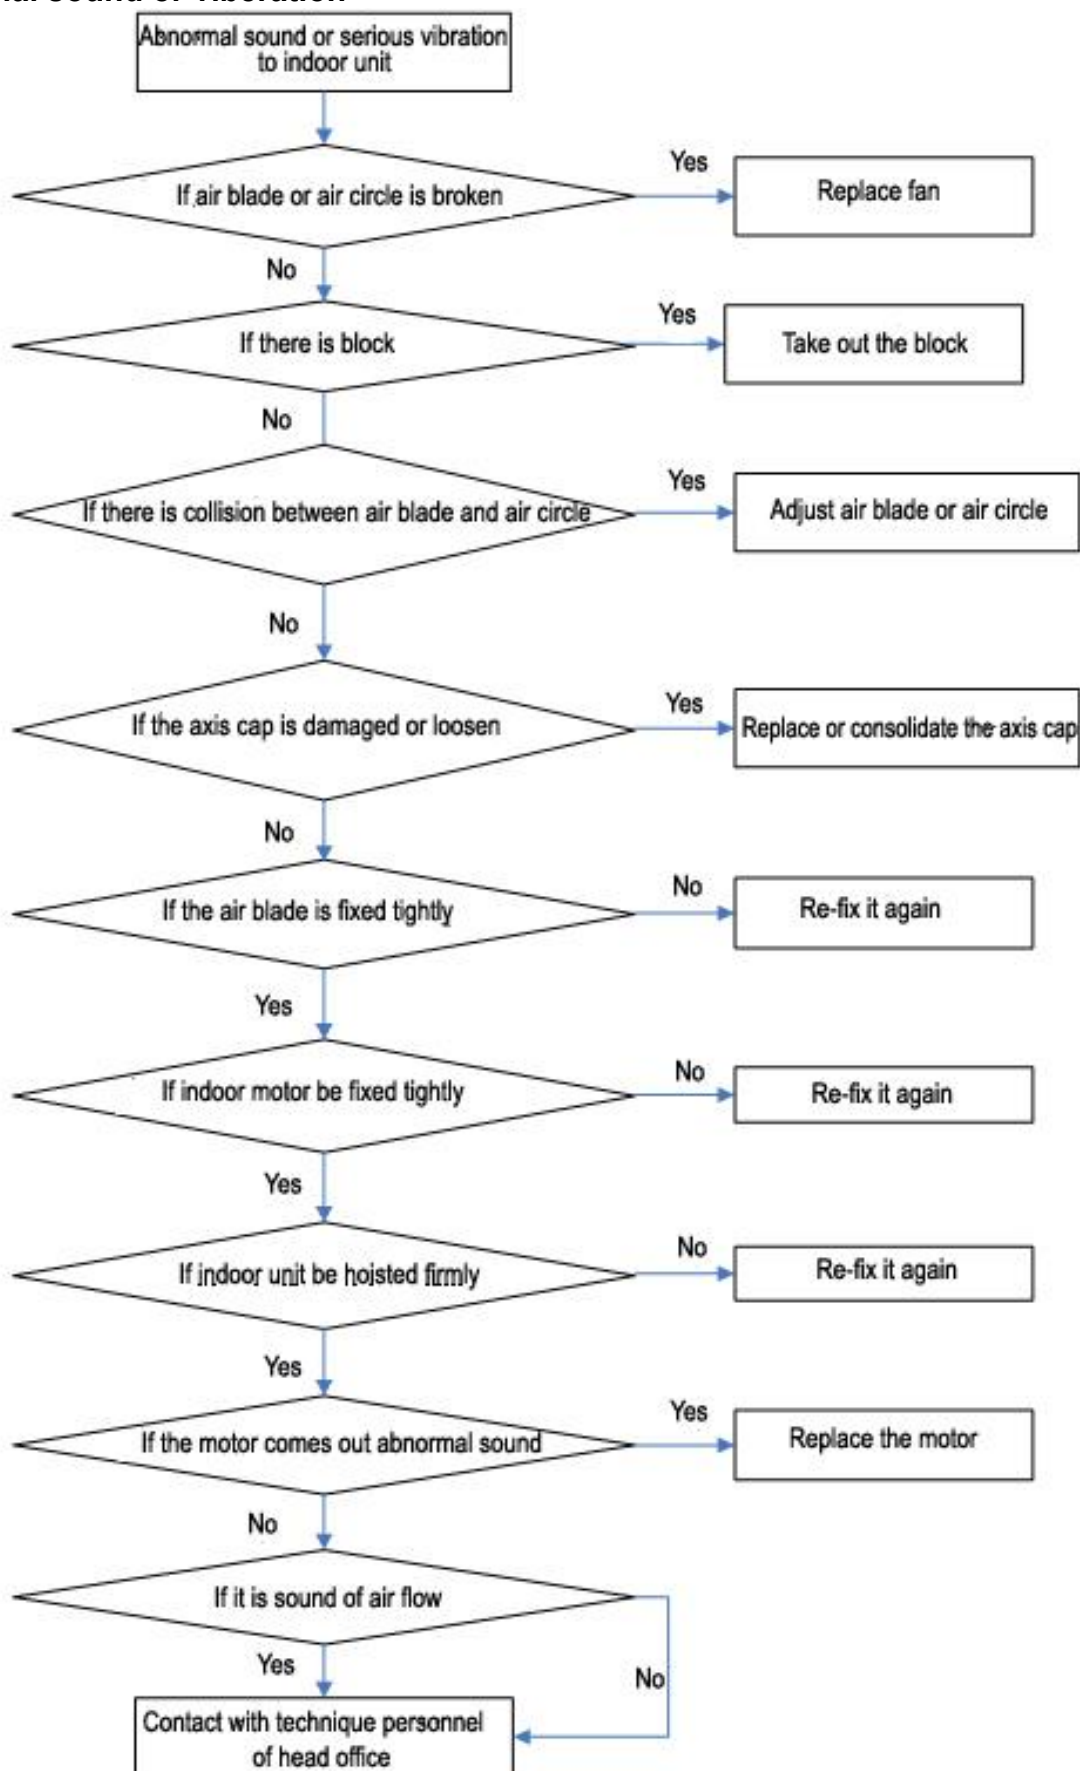 Abnormal sound or serious vibration
to indoor unit
If air blade or air circle is broken
Yes
Replace fan
No
If there is block
Yes
Take out the block
No
If there is collision between air blade and air circle
Yes
Adjust air blade or air circle
No
If the axis cap is damaged or loosen
Yes
Replace or consolidate the axis cap
No
If the air blade is fixed tightly
No
Re-fix it again
Yes
If indoor motor be fixed tightly
No
Re-fix it again
Yes
If indoor unit be hoisted firmly
No
Re-fix it again
Yes
If the motor comes out abnormal sound
Yes
Replace the motor
No
If it is sound of air flow
Yes
No
Contact with technique personnel
of head office